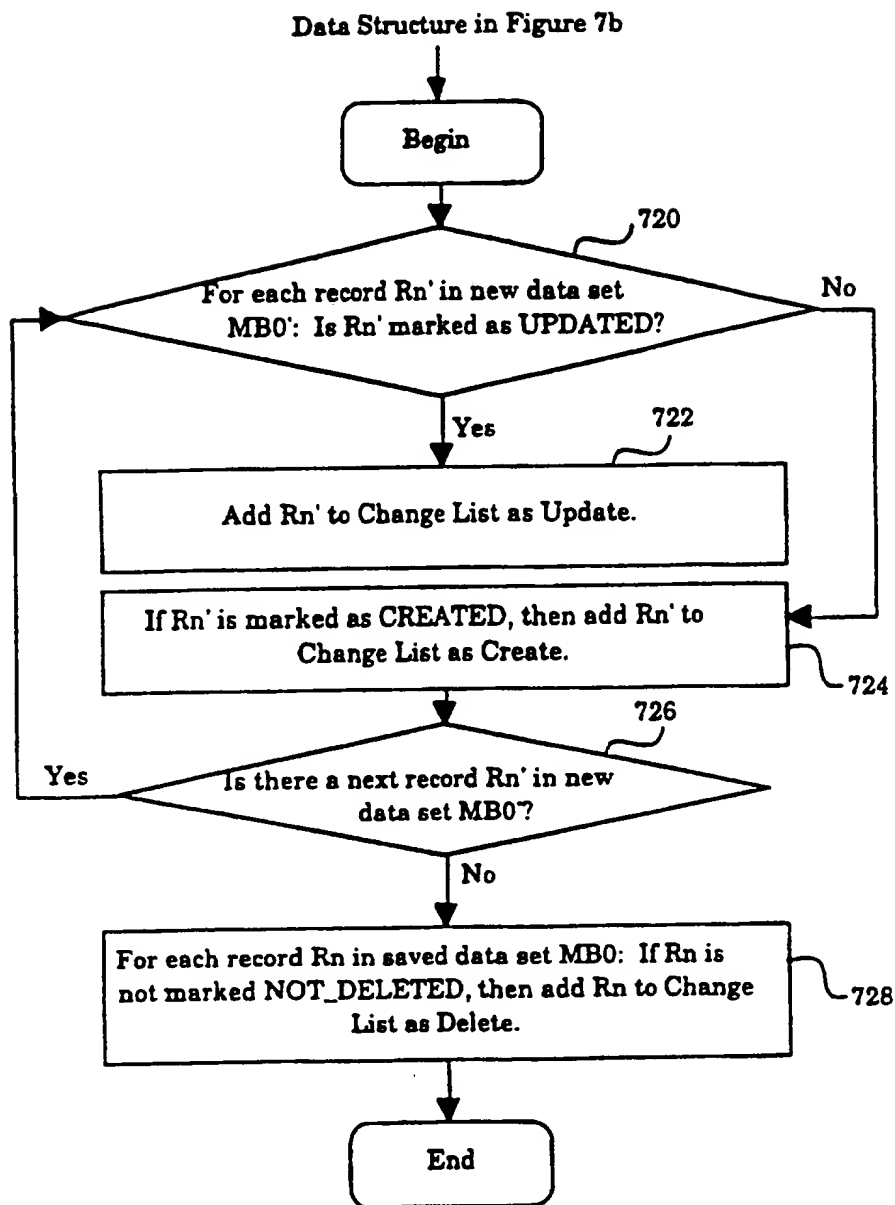 Data Structure in Figure 7b
Begin
720
For each record Rn' in new data set
MB0': Is Rn' marked as UPDATED?
No
Yes
722
Add Rn' to Change List as Update.
If Rn' is marked as CREATED, then add Rn' to
Change List as Create.
724
726
Yes
Is there a next record Rn' in new
data set MB0'?
No
For each record Rn in saved data set MB0: If Rn is
not marked NOT_DELETED, then add Rn to Change
List as Delete.
728
End